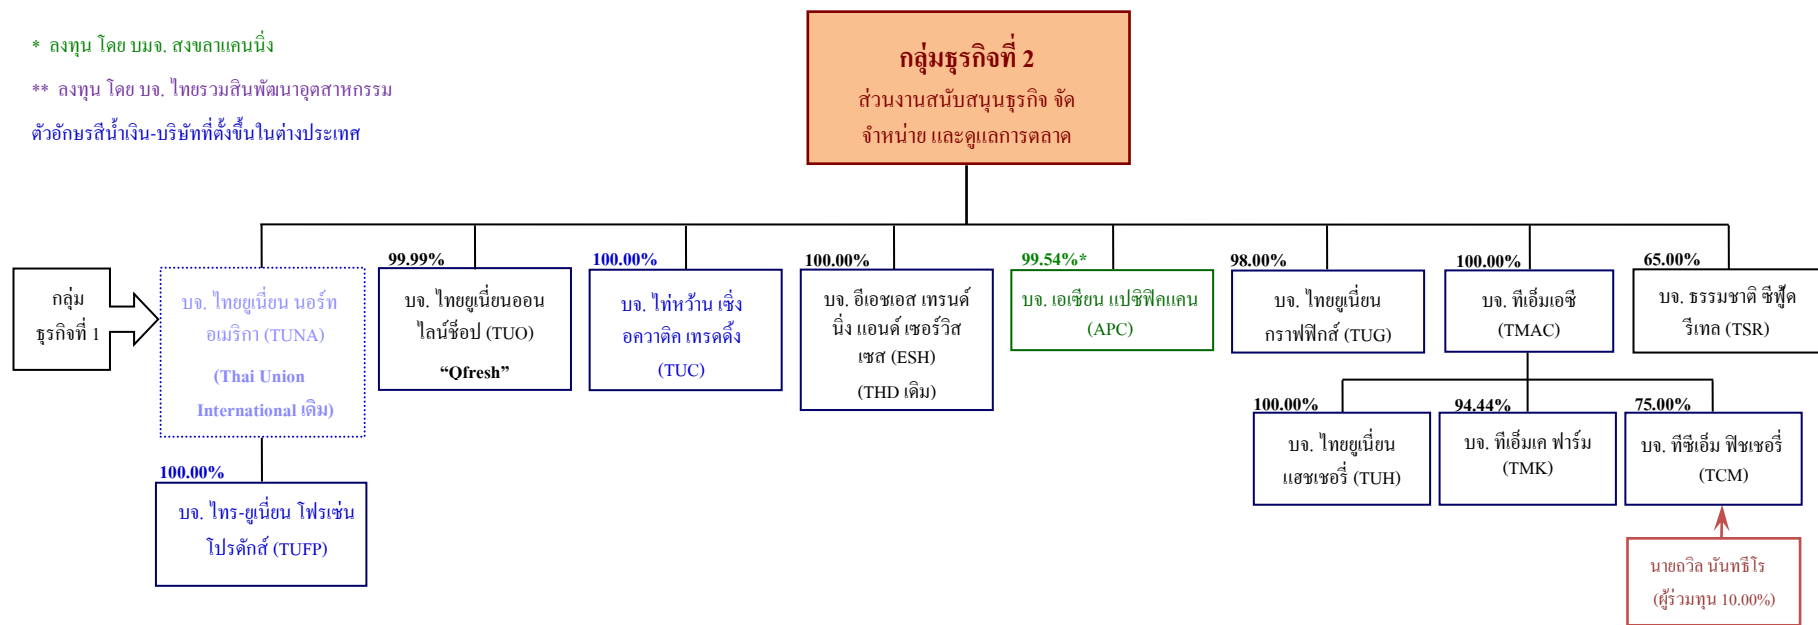 * ลงทุน โดย บมจ. สงขลาแคนนิ่ง
** ลงทุน โดย บจ. ไทยรวมสินพัฒนาอุตสาหกรรม
ตัวอักษรสีน้ำเงิน-บริษัทที่ตั้งขึ้นในต่างประเทศ
กลุ่มธุรกิจที่ 2
ส่วนงานสนับสนุนธุรกิจ จัด
จำหน่าย และดูแลการตลาด
กลุ่ม
ธุรกิจที่ 1
บจ. ไทยยูเนี่ยน นอร์ท
อเมริกา (TUNA)
(Thai Union
International เดิม)
99.99%
บจ. ไทยยูเนี่ยนออน
ไลน์ช็อป (TUO)
“Qfresh”
100.00%
บจ. ไท่หว้าน เซิ่ง
อควาติค เทรดดิ้ง
(TUC)
100.00%
บจ. อีเอชเอส เทรนด์
นิ่ง แอนด์ เซอร์วิส
เซส (ESH)
(THD เดิม)
99.54%*
บจ. เอเชียน แปซิฟิคแคน
(APC)
98.00%
บจ. ไทยยูเนี่ยน
กราฟฟิกส์ (TUG)
100.00%
บจ. ทีเอ็มเอซี
(TMAC)
65.00%
บจ. ธรรมชาติ ซีฟู้ด
รีเทล (TSR)
100.00%
บจ. ไทร-ยูเนี่ยน โฟรเซ่น
โปรดักส์ (TUFP)
100.00%
บจ. ไทยยูเนี่ยน
แฮชเชอรี่ (TUH)
94.44%
บจ. ทีเอ็มเค ฟาร์ม
(TMK)
75.00%
บจ. ทีซีเอ็ม ฟิชเชอรี่
(TCM)
นายถวิล นันทธีโร
(ผู้ร่วมทุน 10.00%)